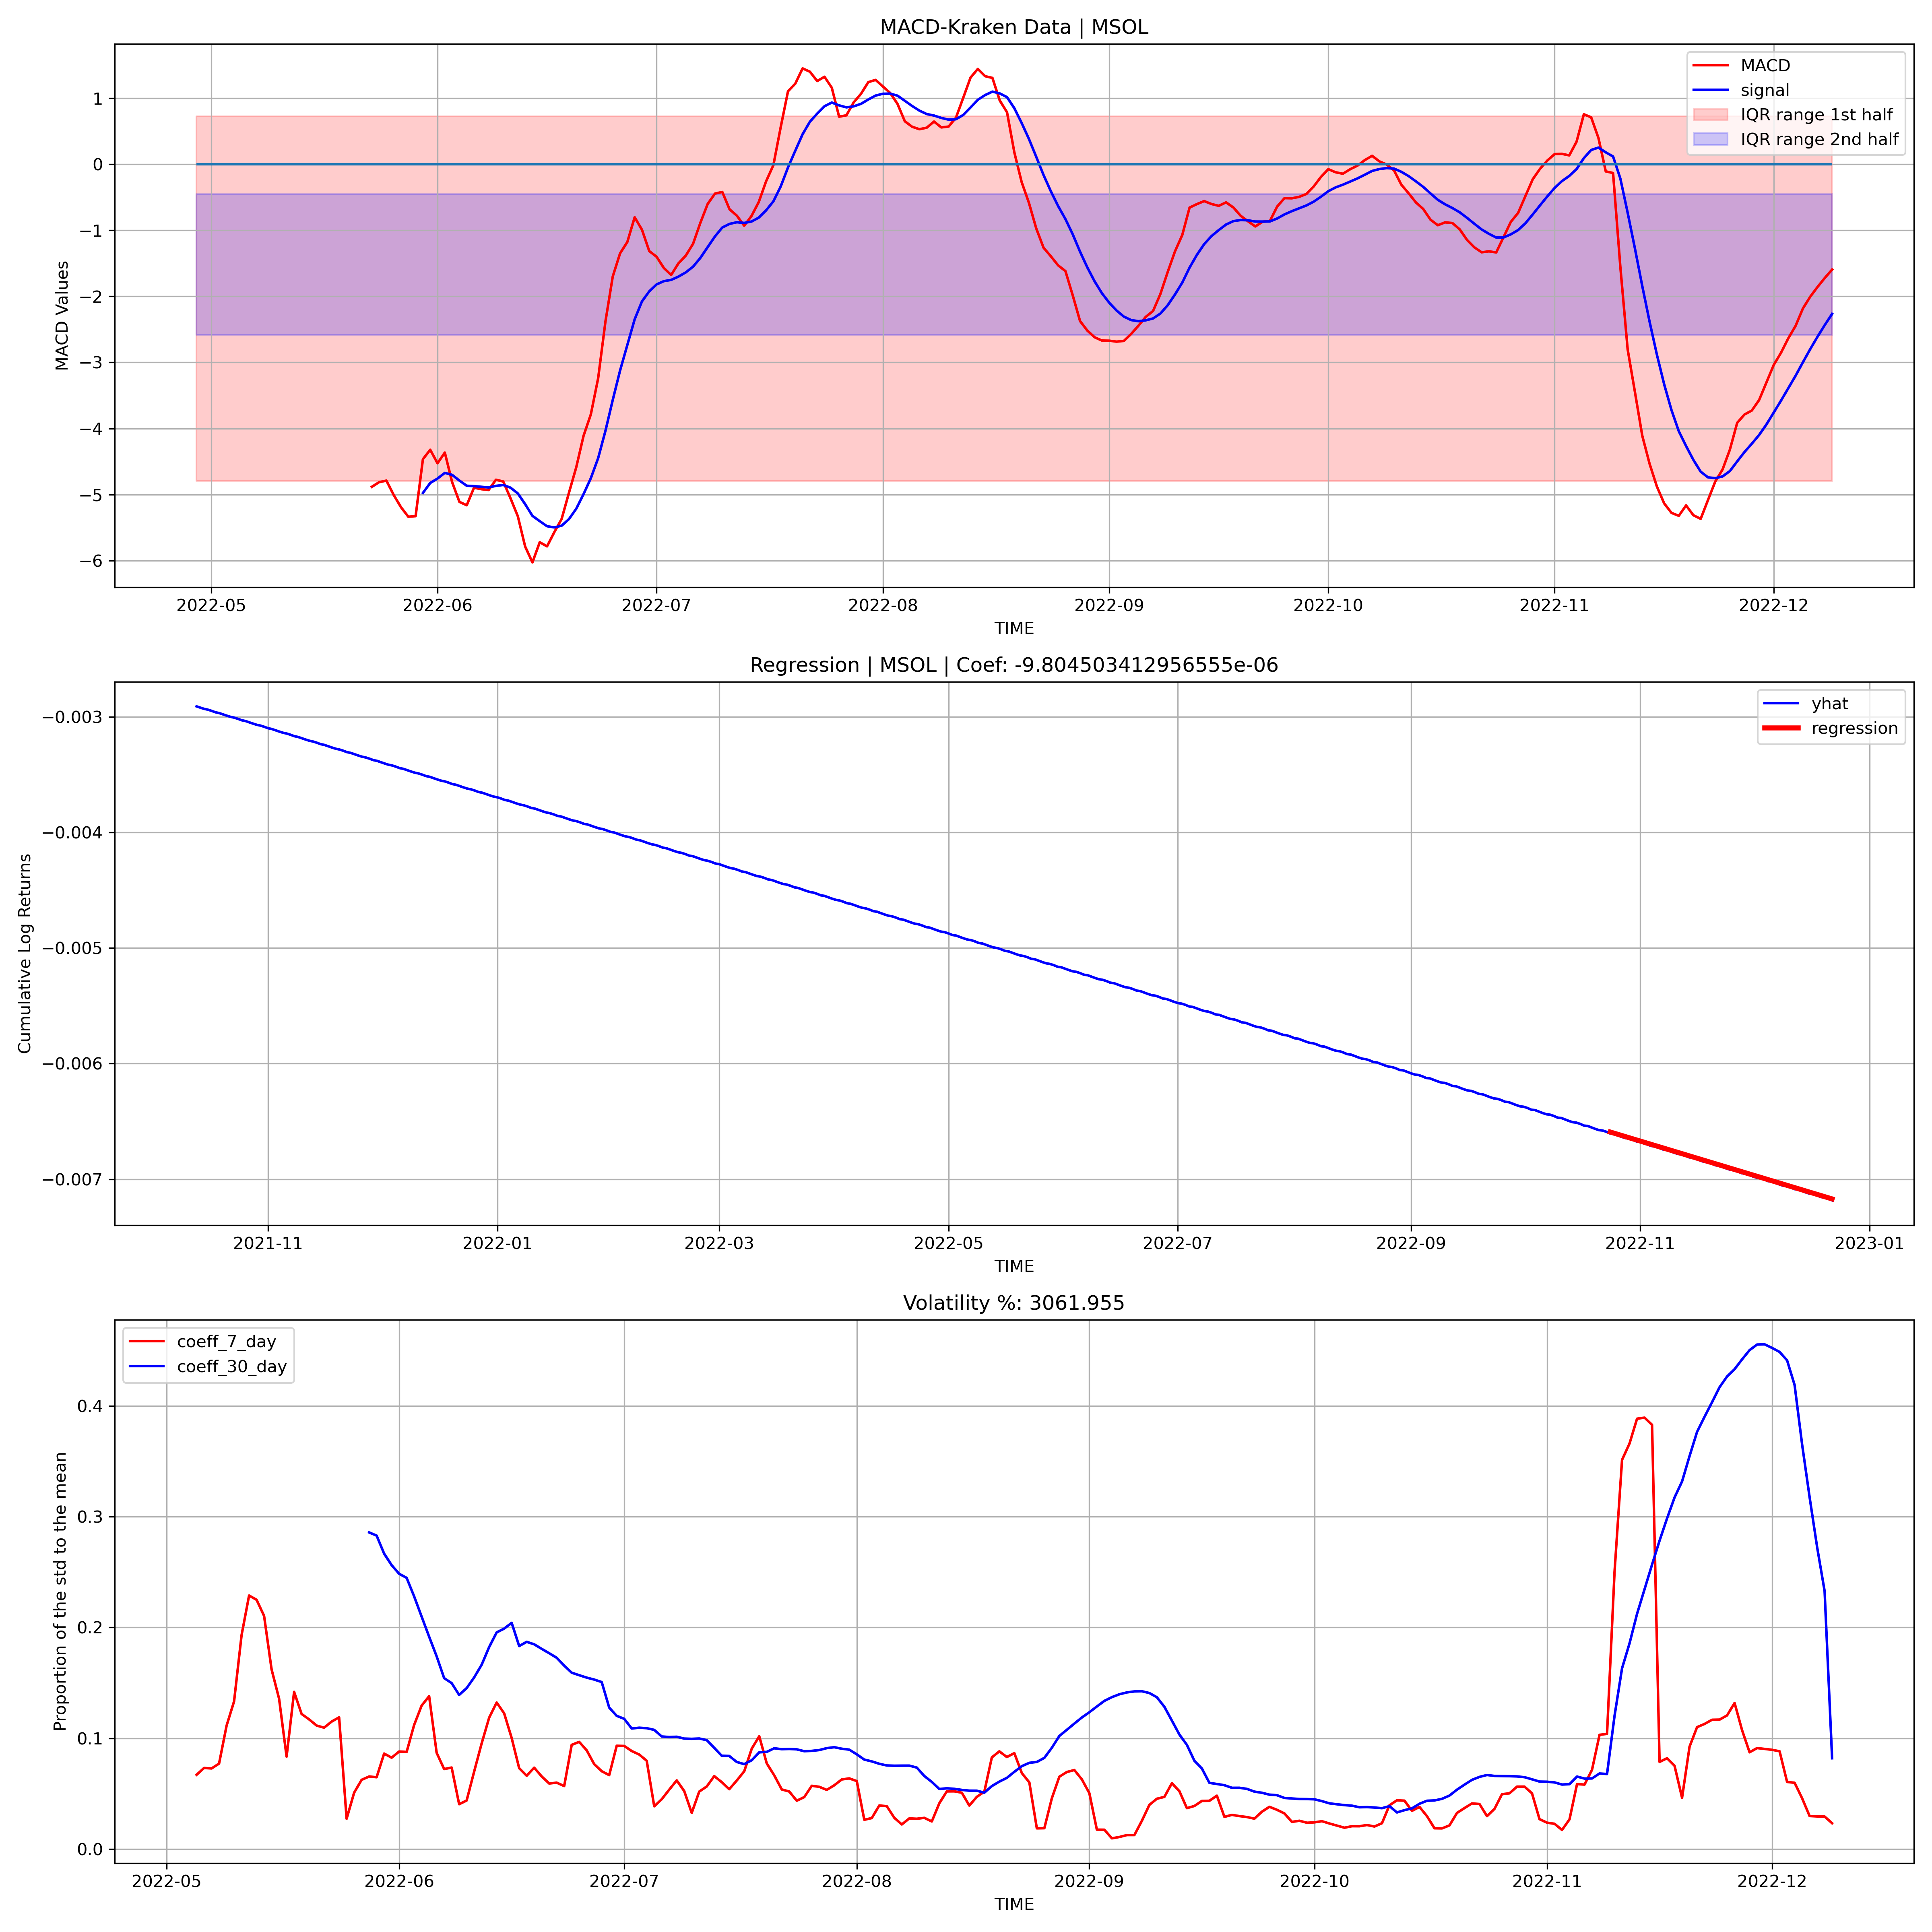 MACD-Kraken Data | MSOL
MACD
signal
IQR range 1st half
IQR range 2nd half
MACD Values
1
0
−1
−2
−3
−4
−5
−6
2022-05
2022-06
2022-07
2022-08
2022-09
2022-10
2022-11
2022-12
TIME
Regression | MSOL | Coef: -9.804503412956555e-06
yhat
regression
Cumulative Log Returns
−0.003
−0.004
−0.005
−0.006
−0.007
2021-11
2022-01
2022-03
2022-05
2022-07
2022-09
2022-11
2023-01
TIME
Volatility %: 3061.955
coeff_7_day
coeff_30_day
Proportion of the std to the mean
0.4
0.3
0.2
0.1
0.0
2022-05
2022-06
2022-07
2022-08
2022-09
2022-10
2022-11
2022-12
TIME